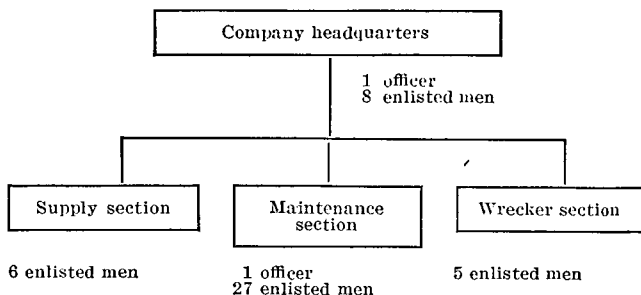 Company headquarters
1 officer
8 enlisted men
Supply section
Maintenance
section
Wrecker section
6 enlisted men
1 officer
27 enlisted men
5 enlisted men